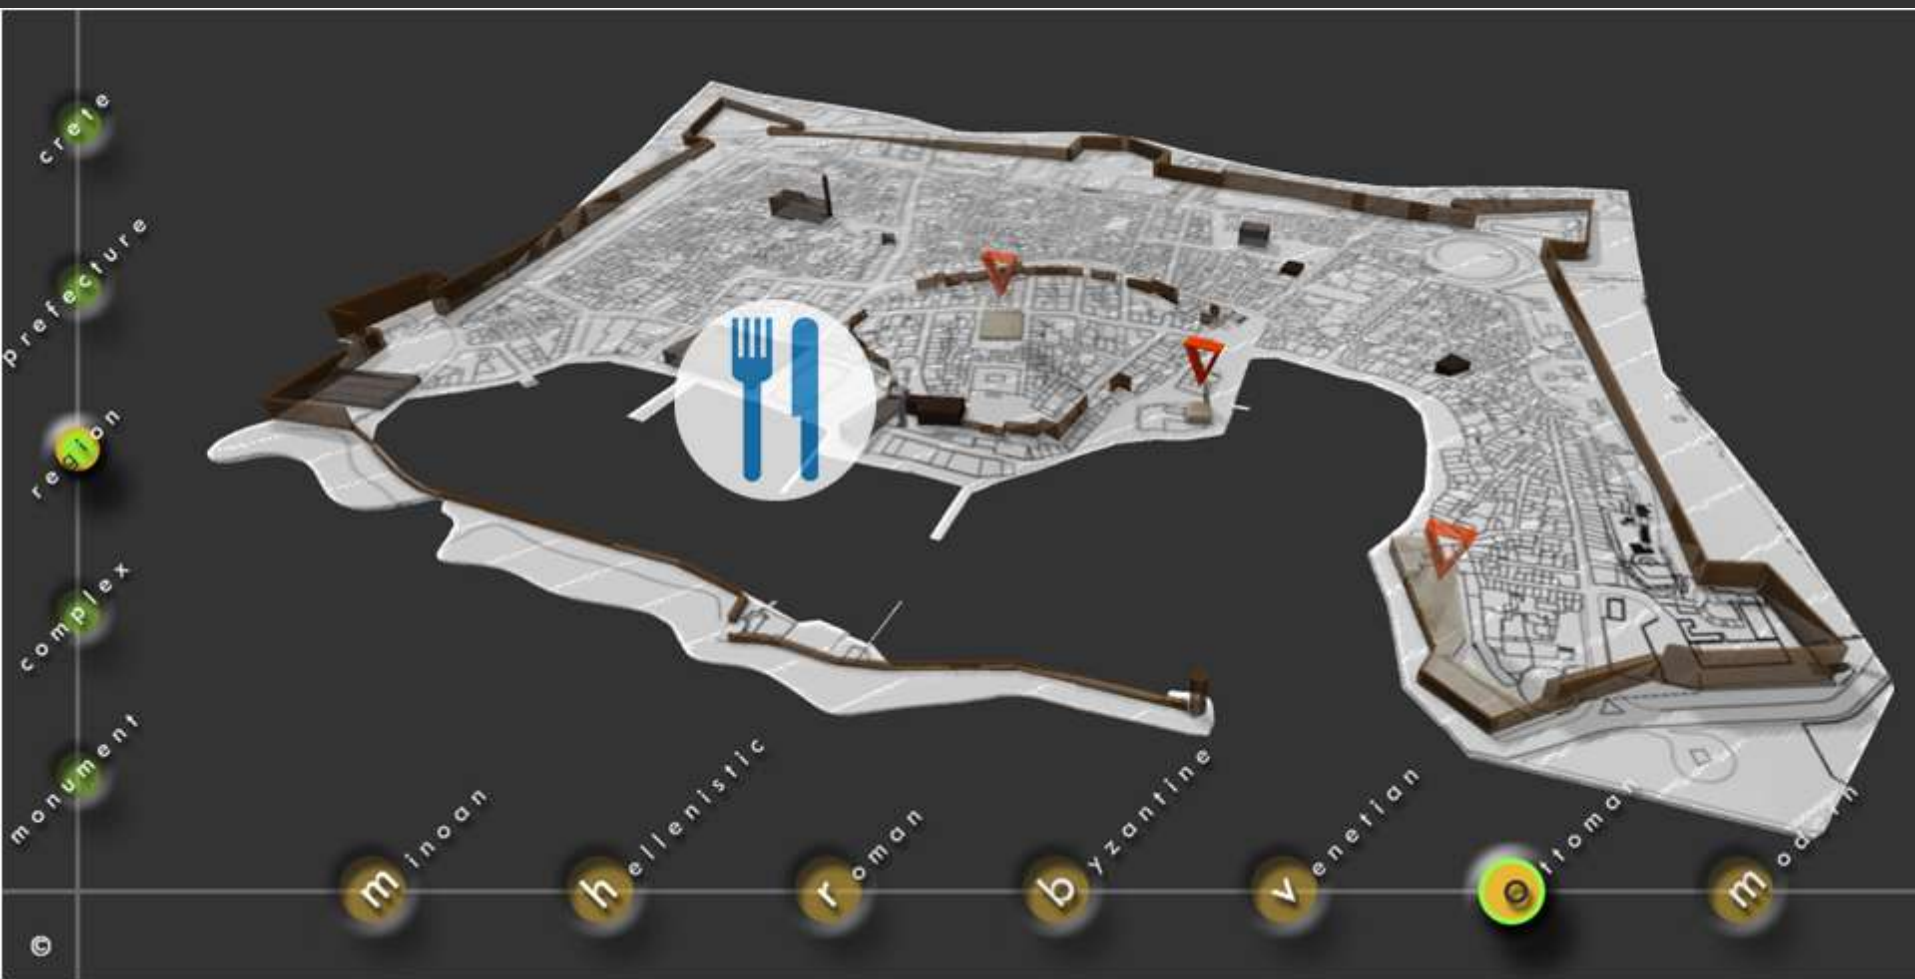 crete
prefecture
region
complex
monument
minoan
hellenistic
roman
byzantine
venetian
ottoman
modern
©